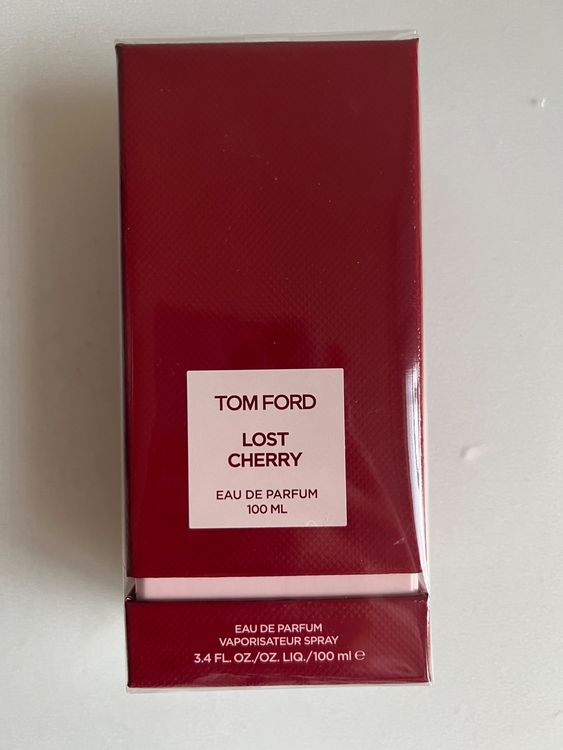 TOM FORD
LOST
CHERRY
EAU DE PARFUM
100 ML
EAU DE PARFUM
VAPORISATEUR SPRAY
3.4 FL. OZ./OZ. LIQ./100 ml ℮